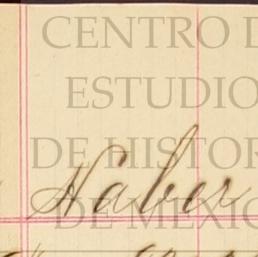 CENTRO D
ESTUDIO
DE HISTOR
Haber
DE MEXIC